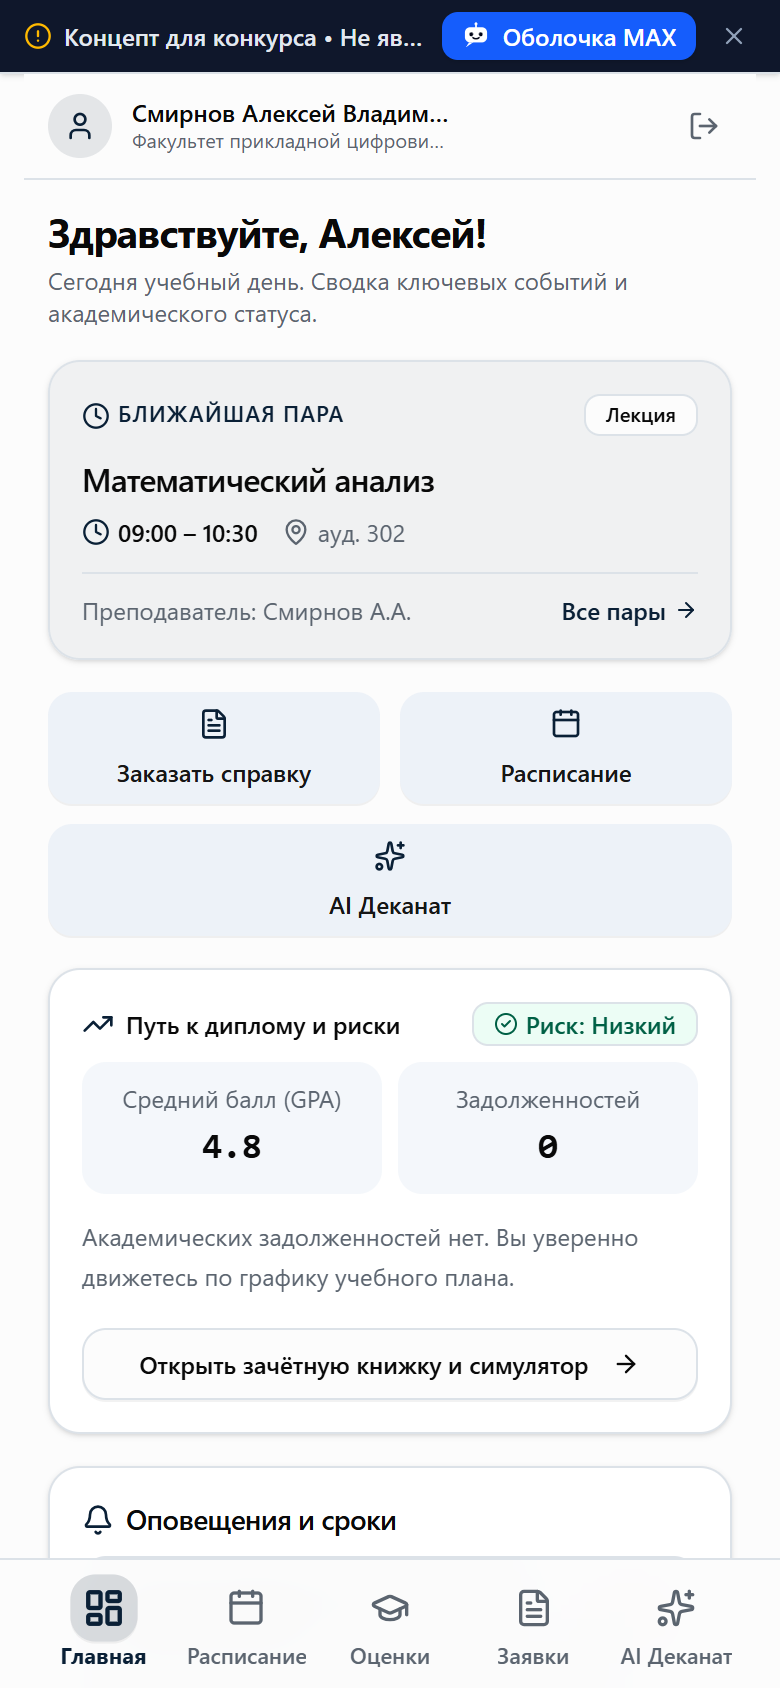 Концепт для конкурса • Не яв...
Оболочка MAX
Смирнов Алексей Владим...
Факультет прикладной цифрови...
Здравствуйте, Алексей!
Сегодня учебный день. Сводка ключевых событий и
академического статуса.
БЛИЖАЙШАЯ ПАРА
Лекция
Математический анализ
09:00 – 10:30
ауд. 302
Преподаватель: Смирнов А.А.
Все пары →
Заказать справку
Расписание
AI Деканат
Путь к диплому и риски
Риск: Низкий
Средний балл (GPA)
4.8
Задолженностей
0
Академических задолженностей нет. Вы уверенно
движетесь по графику учебного плана.
Открыть зачётную книжку и симулятор →
Оповещения и сроки
Главная
Расписание
Оценки
Заявки
AI Деканат